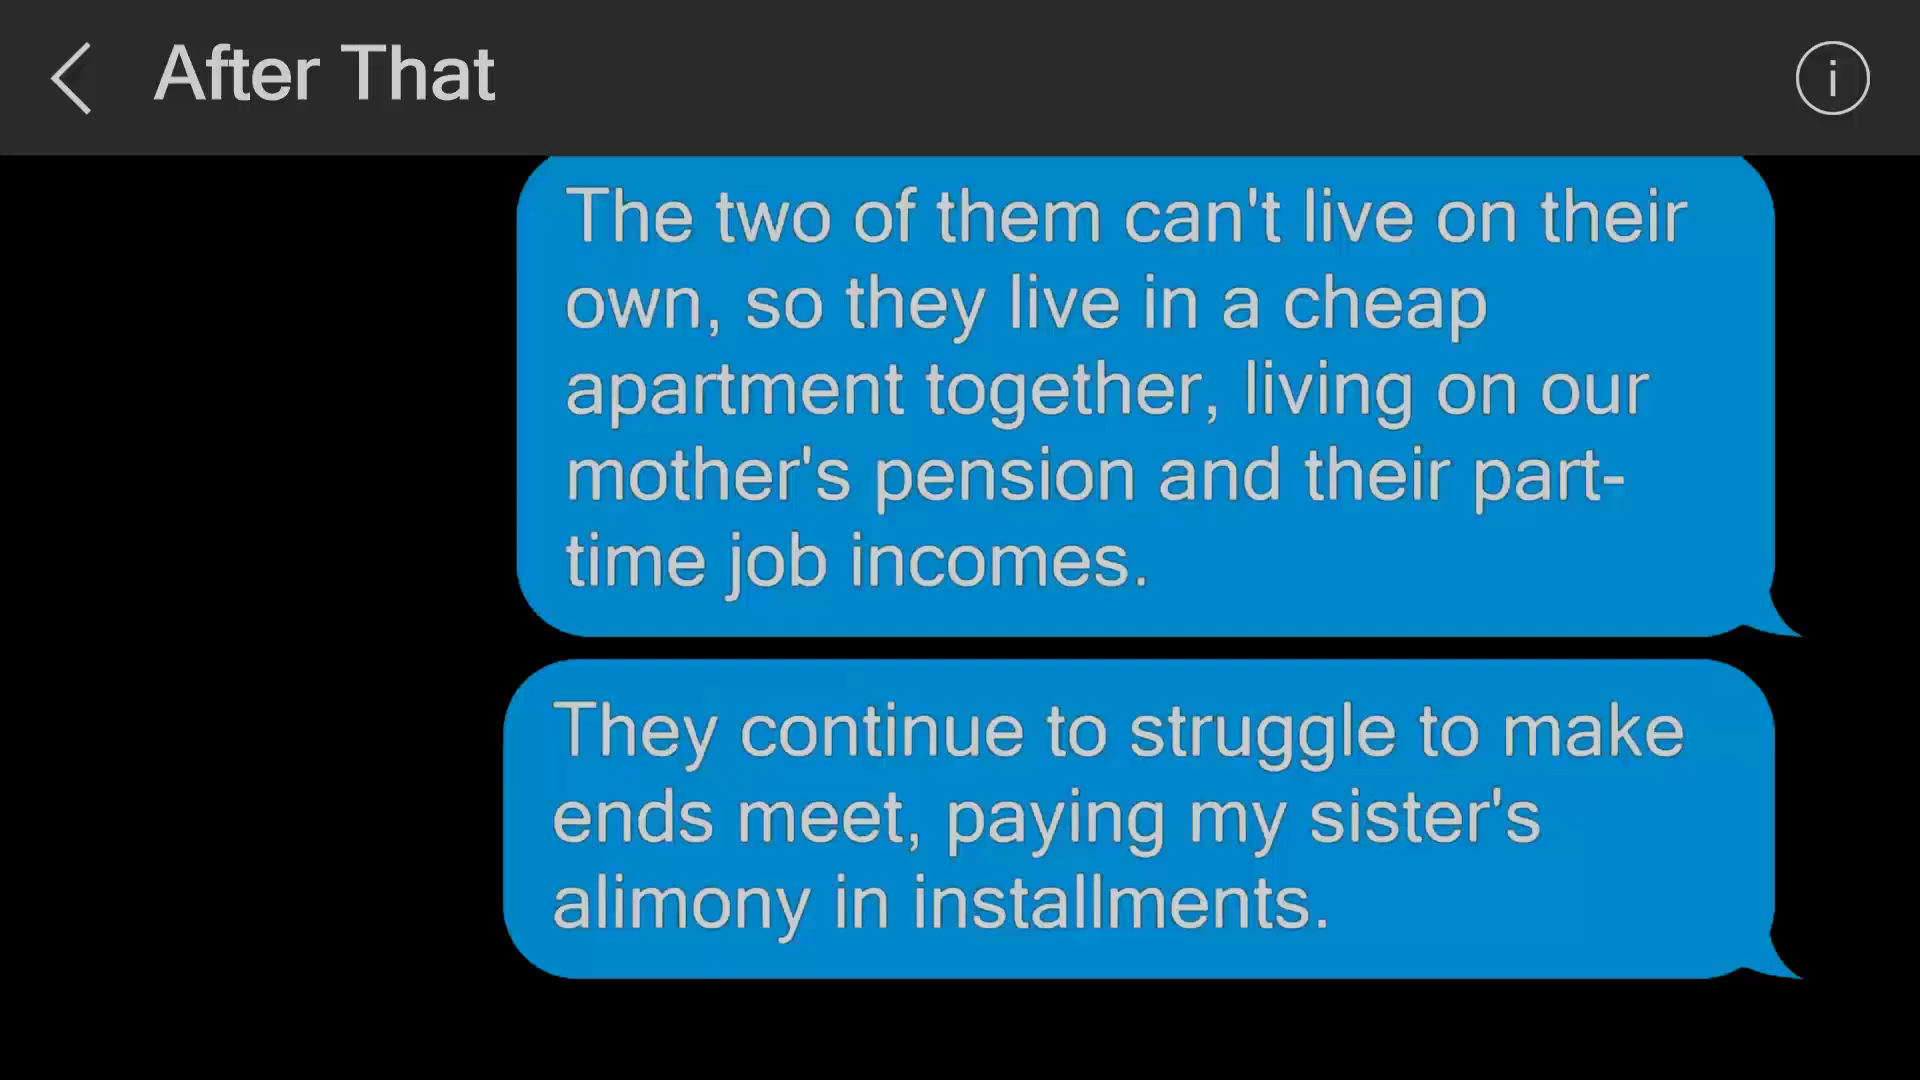 After That
The two of them can't live on their
own, so they live in a cheap
apartment together, living on our
mother's pension and their part-
time job incomes.
They continue to struggle to make
ends meet, paying my sister's
alimony in installments.